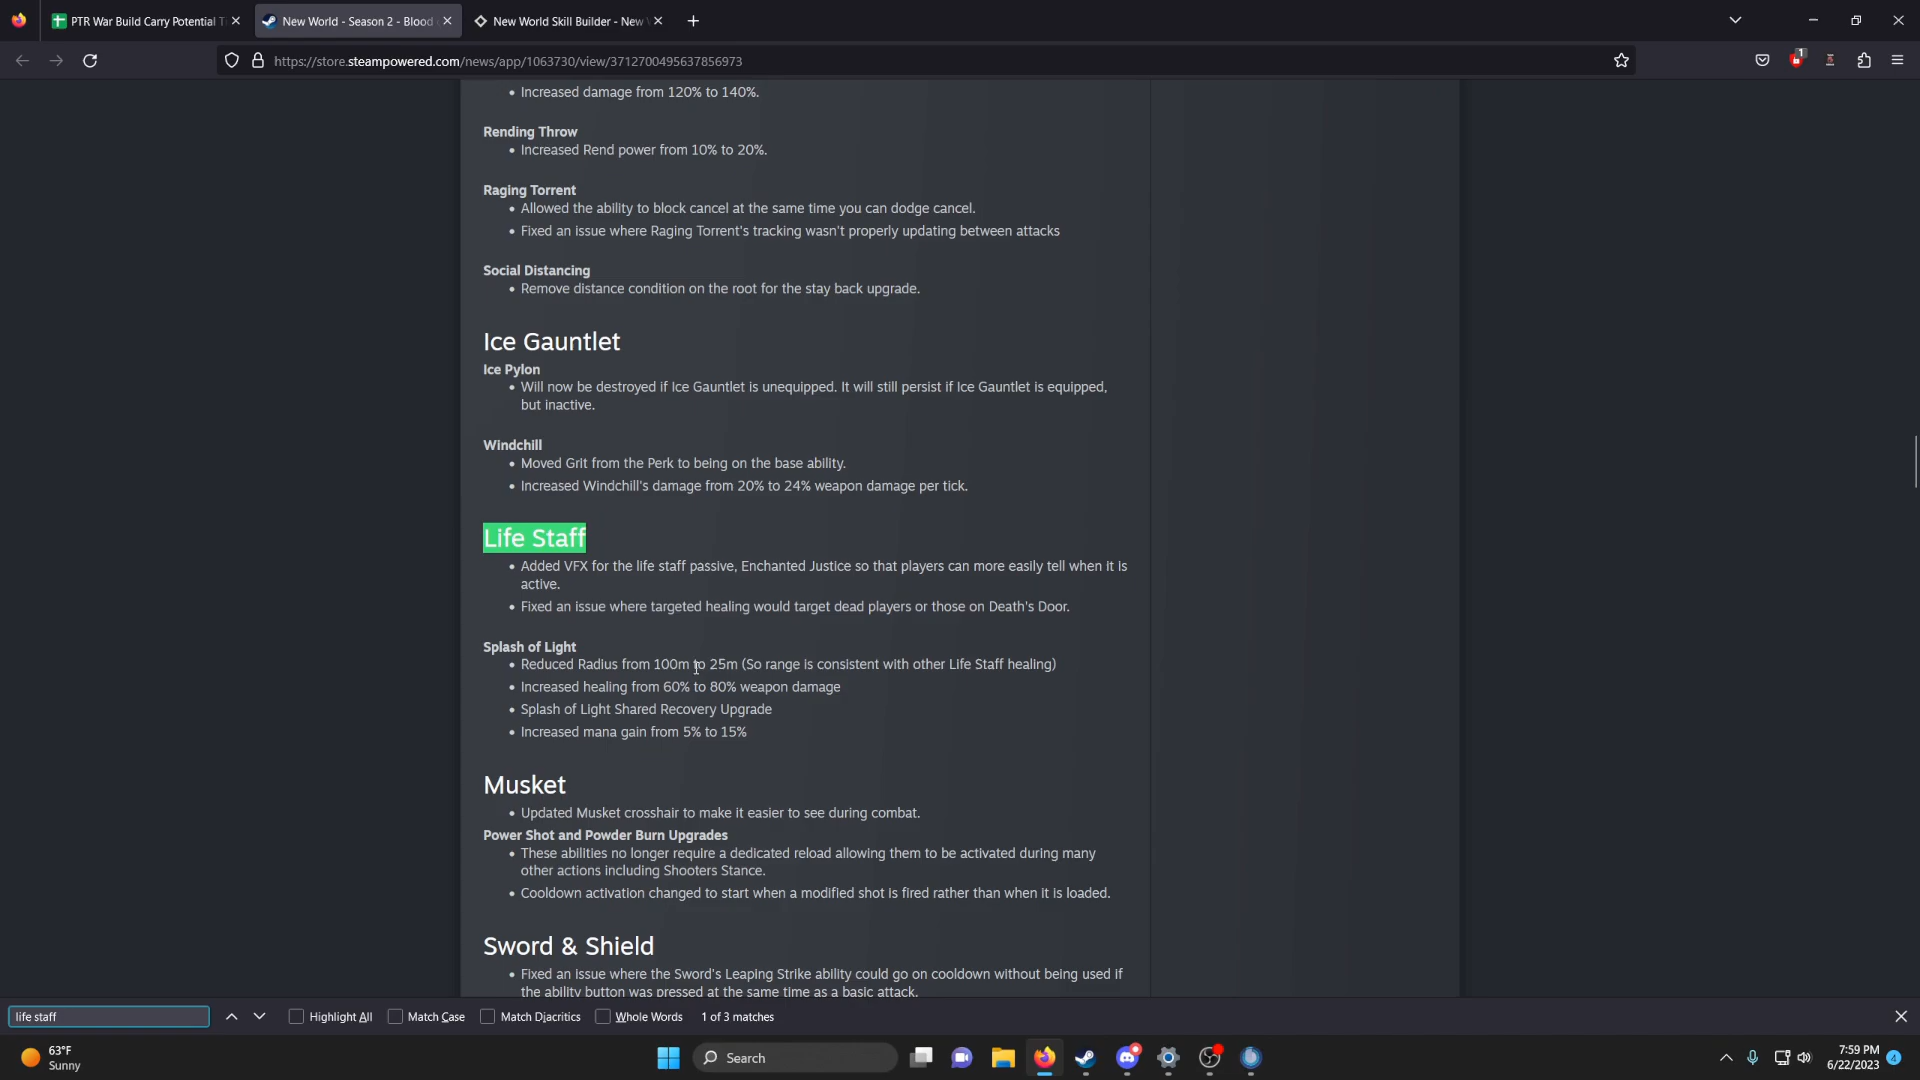 PTR War Build Carry Potential T
New World - Season 2 - Blood
New World Skill Builder - New
https://store.steampowered.com/news/app/1063730/view/3712700495637856973
1
Increased damage from 120% to 140%.
Rending Throw
Increased Rend power from 10% to 20%.
Raging Torrent
Allowed the ability to block cancel at the same time you can dodge cancel.
Fixed an issue where Raging Torrent's tracking wasn't properly updating between attacks
Social Distancing
Remove distance condition on the root for the stay back upgrade.
Ice Gauntlet
Ice Pylon
Will now be destroyed if Ice Gauntlet is unequipped. It will still persist if Ice Gauntlet is equipped,
but inactive.
Windchill
Moved Grit from the Perk to being on the base ability.
Increased Windchill's damage from 20% to 24% weapon damage per tick.
Life Staff
Added VFX for the life staff passive, Enchanted Justice so that players can more easily tell when it is
active.
Fixed an issue where targeted healing would target dead players or those on Death's Door.
Splash of Light
Reduced Radius from 100m to 25m (So range is consistent with other Life Staff healing)
Increased healing from 60% to 80% weapon damage
Splash of Light Shared Recovery Upgrade
Increased mana gain from 5% to 15%
Musket
Updated Musket crosshair to make it easier to see during combat.
Power Shot and Powder Burn Upgrades
These abilities no longer require a dedicated reload allowing them to be activated during many
other actions including Shooters Stance.
Cooldown activation changed to start when a modified shot is fired rather than when it is loaded.
Sword & Shield
Fixed an issue where the Sword's Leaping Strike ability could go on cooldown without being used if
the ability button was pressed at the same time as a basic attack.
life staff
Highlight All
Match Case
Match Diacritics
Whole Words
1 of 3 matches
63°F
Sunny
Search
7:59 PM
6/22/2023
4